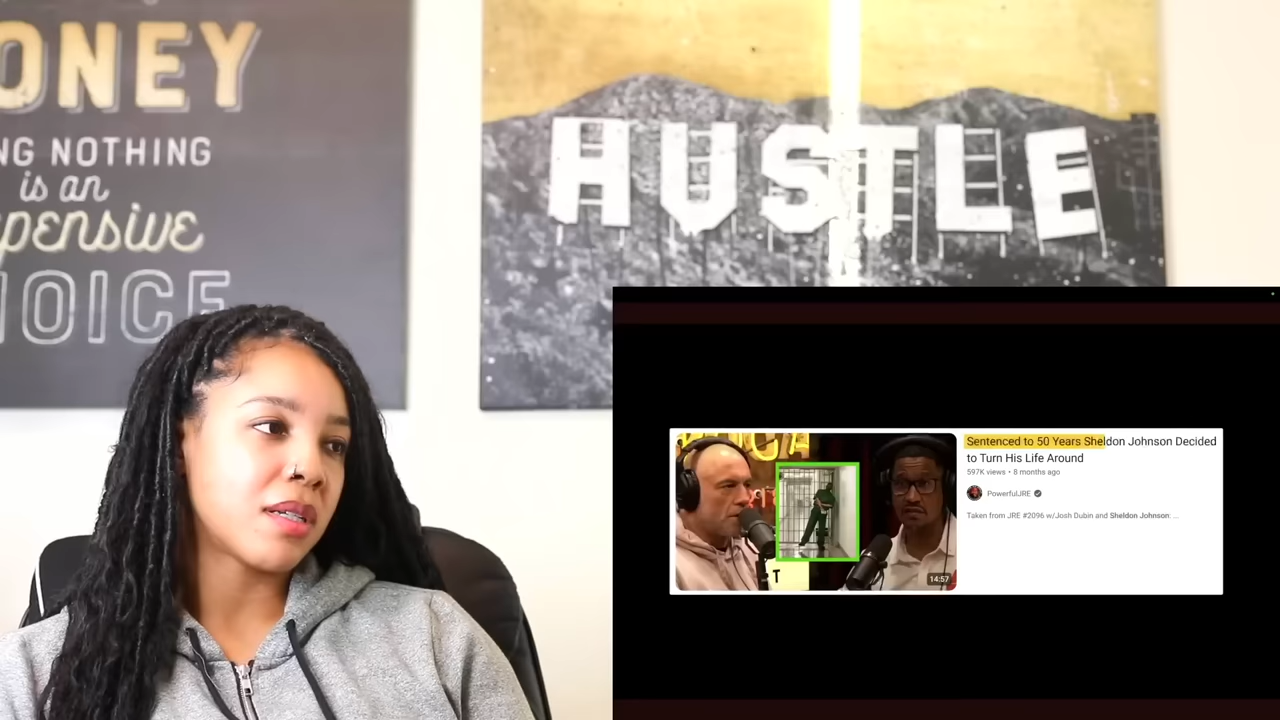 ONEY
NG NOTHING
is an
pensive
HOICE
HUSTLE
Sentenced to 50 Years Sheldon Johnson Decided
to Turn His Life Around
597K views • 8 months ago
PowerfulJRE
Taken from JRE #2096 w/Josh Dubin and Sheldon Johnson: ...
14:57
T